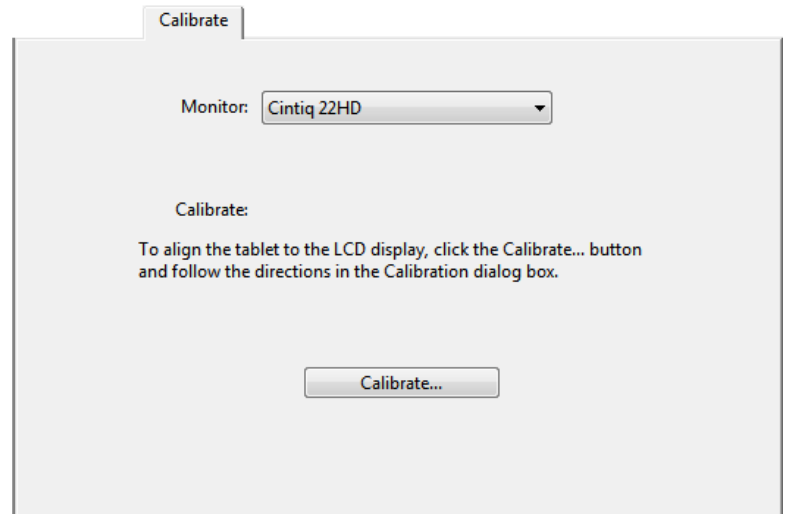 Calibrate
Monitor: Cintiq 22HD
Calibrate:
To align the tablet to the LCD display, click the Calibrate... button
and follow the directions in the Calibration dialog box.
Calibrate...